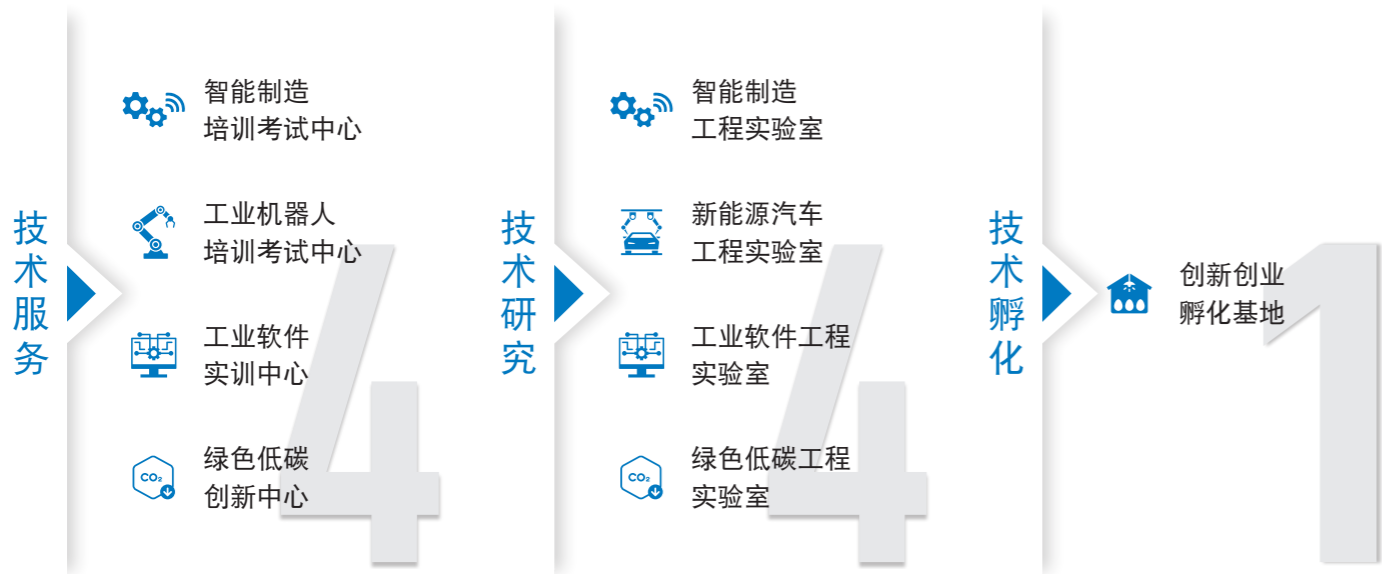 技术服务
智能制造
培训考试中心
工业机器人
培训考试中心
工业软件
实训中心
CO₂
绿色低碳
创新中心
4
技术研究
智能制造
工程实验室
新能源汽车
工程实验室
工业软件工程
实验室
CO₂
绿色低碳工程
实验室
4
技术孵化
创新创业
孵化基地
1